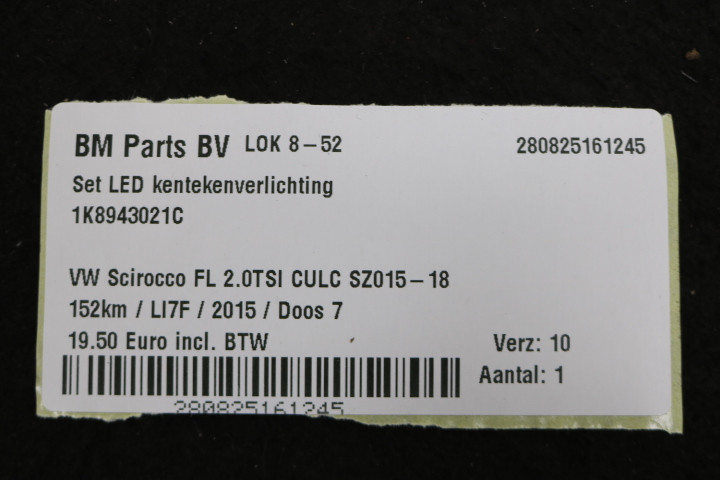 BM Parts BV LOK 8-52 280825161245
Set LED kentekenverlichting
1K8943021C
VW Scirocco FL 2.0TSI CULC SZ015-18
152km / LI7F / 2015 / Doos 7
19.50 Euro incl. BTW Verz: 10
Aantal: 1
280825161245